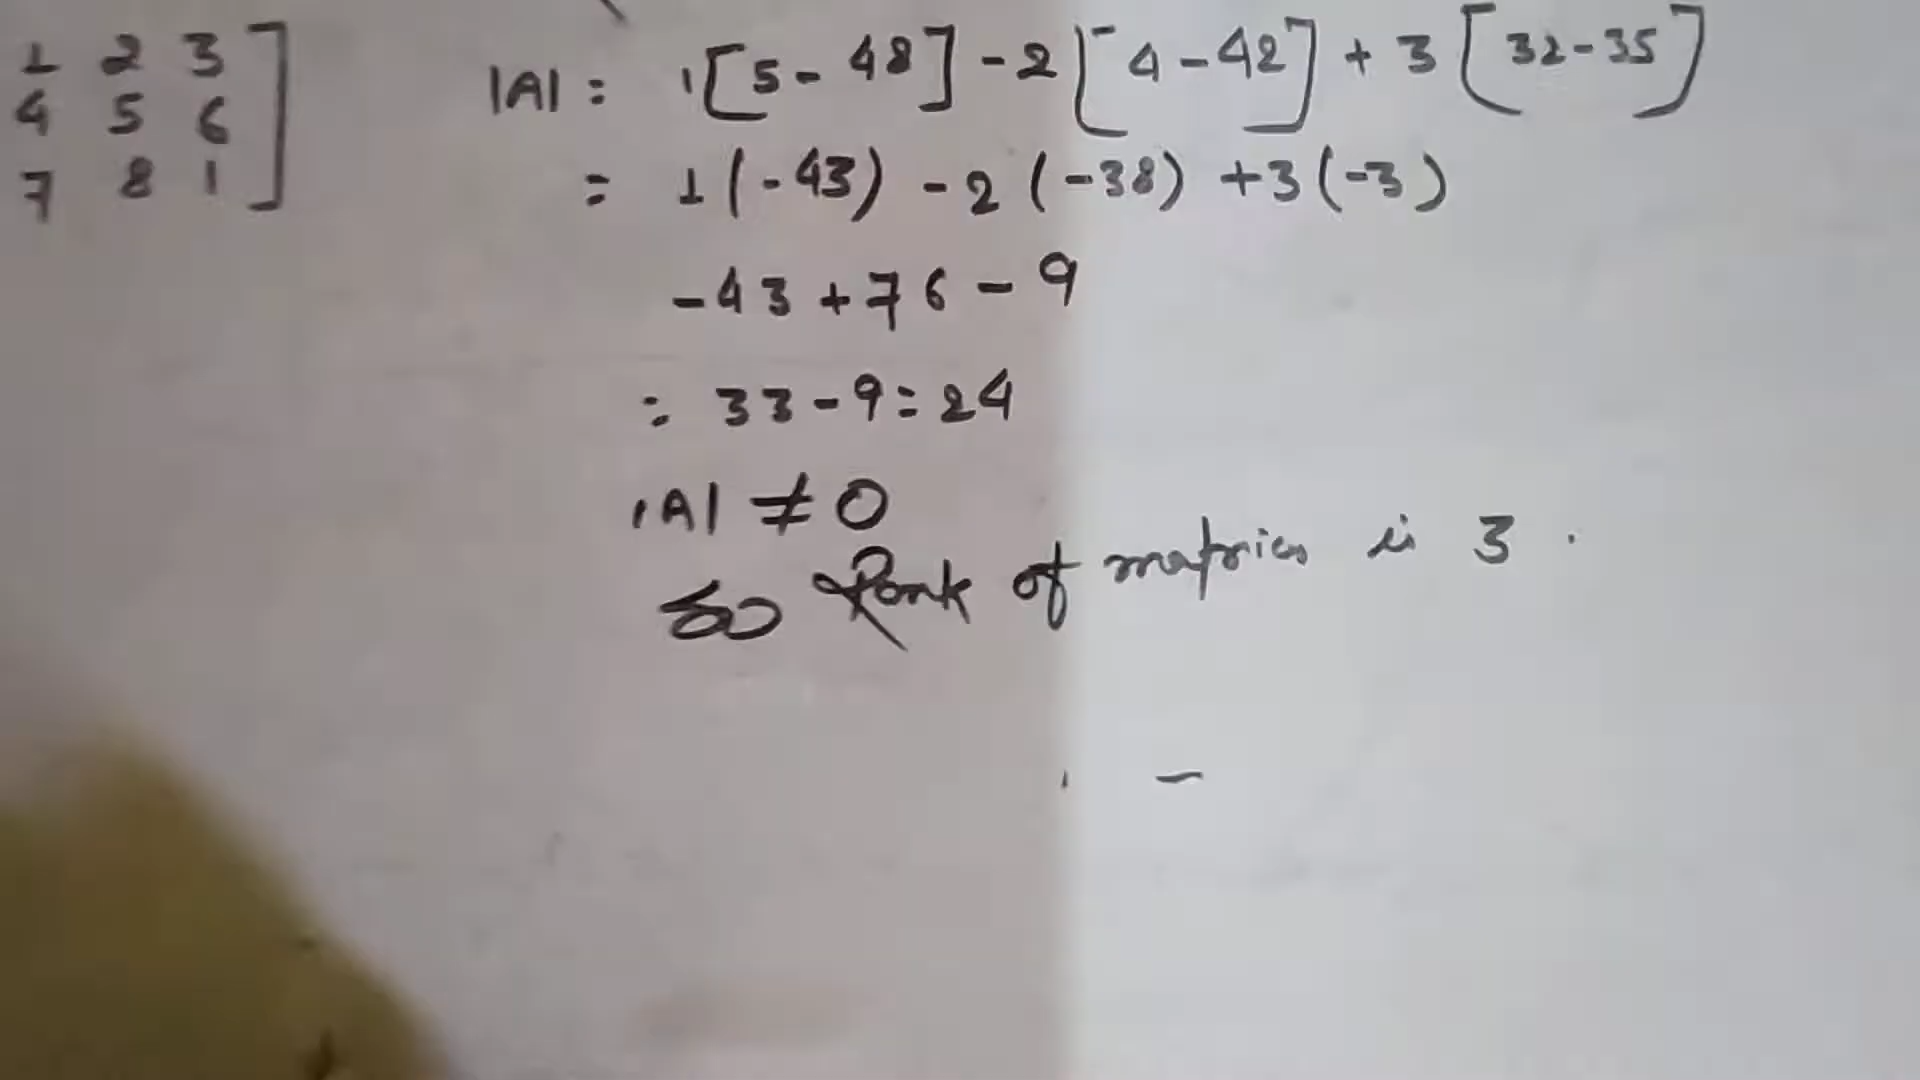 1 2 3 ]
4 5 6
7 8 1
|A| = 1[5 - 48] - 2[4 - 42] + 3[32 - 35]
= 1(-43) - 2(-38) + 3(-3)
-43 + 76 - 9
= 33 - 9 = 24
|A| ≠ 0
So Rank of matrics is 3 .